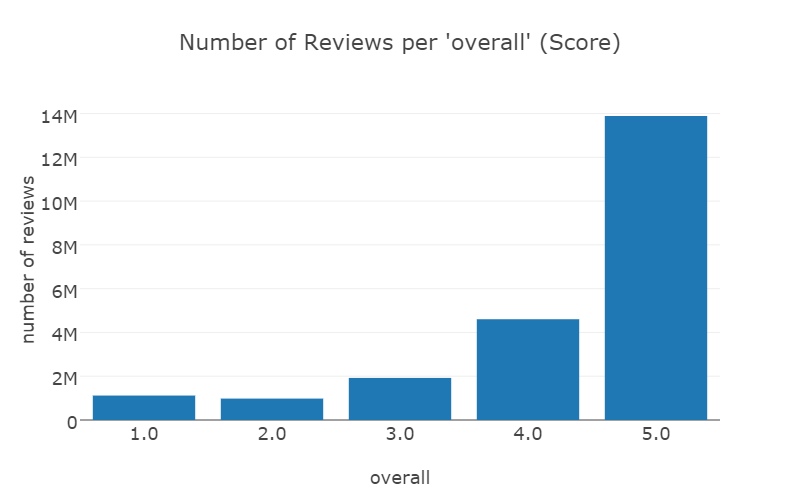 Number of Reviews per 'overall' (Score)
number of reviews
14M
12M
10M
8M
6M
4M
2M
0
1.0 2.0 3.0 4.0 5.0
overall